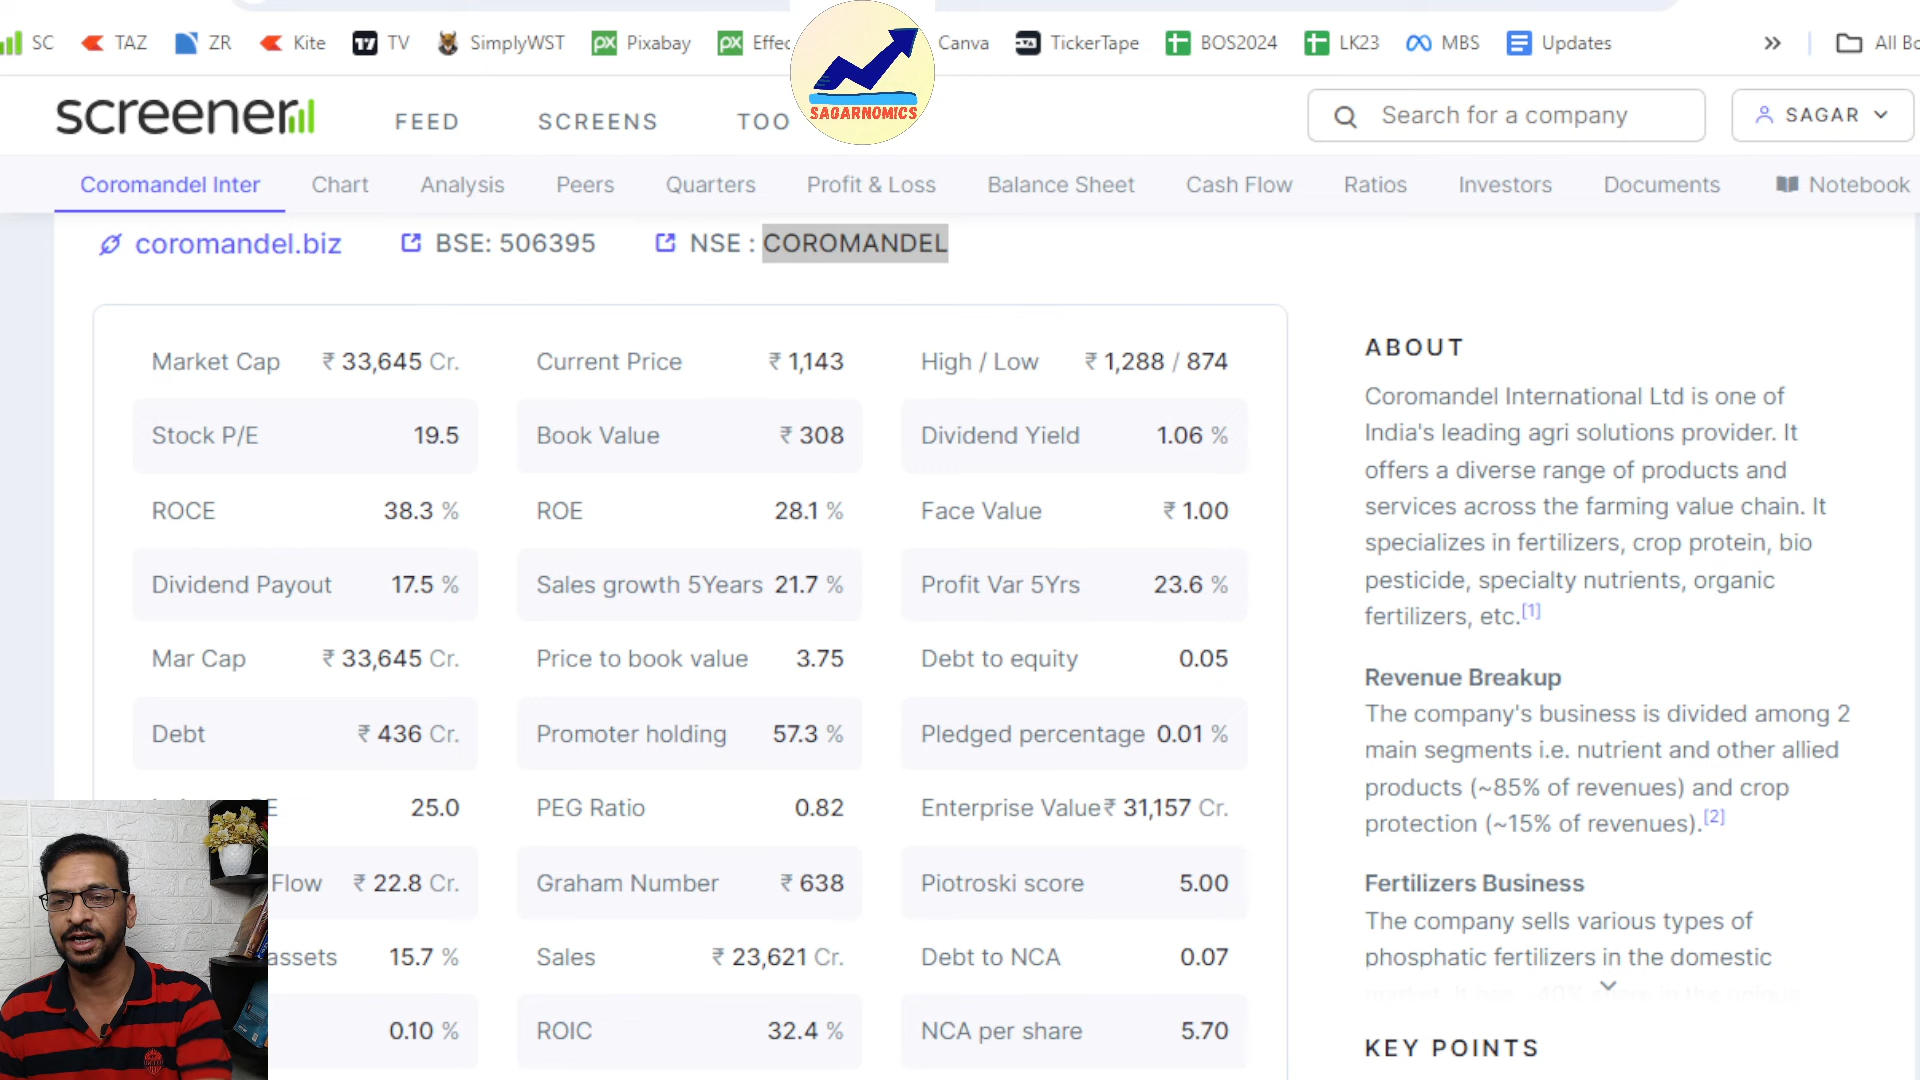 SC TAZ ZR Kite TV SimplyWST Pixabay Effec Canva TickerTape BOS2024 LK23 MBS Updates » All Bo
SAGARNOMICS
screener FEED SCREENS TOO Search for a company SAGAR
Coromandel Inter Chart Analysis Peers Quarters Profit & Loss Balance Sheet Cash Flow Ratios Investors Documents Notebook
coromandel.biz BSE: 506395 NSE : COROMANDEL
Market Cap ₹ 33,645 Cr. Current Price ₹ 1,143 High / Low ₹ 1,288 / 874
Stock P/E 19.5 Book Value ₹ 308 Dividend Yield 1.06 %
ROCE 38.3 % ROE 28.1 % Face Value ₹ 1.00
Dividend Payout 17.5 % Sales growth 5Years 21.7 % Profit Var 5Yrs 23.6 %
Mar Cap ₹ 33,645 Cr. Price to book value 3.75 Debt to equity 0.05
Debt ₹ 436 Cr. Promoter holding 57.3 % Pledged percentage 0.01 %
25.0 PEG Ratio 0.82 Enterprise Value ₹ 31,157 Cr.
Flow ₹ 22.8 Cr. Graham Number ₹ 638 Piotroski score 5.00
assets 15.7 % Sales ₹ 23,621 Cr. Debt to NCA 0.07
0.10 % ROIC 32.4 % NCA per share 5.70
ABOUT
Coromandel International Ltd is one of
India's leading agri solutions provider. It
offers a diverse range of products and
services across the farming value chain. It
specializes in fertilizers, crop protein, bio
pesticide, specialty nutrients, organic
fertilizers, etc.[1]
Revenue Breakup
The company's business is divided among 2
main segments i.e. nutrient and other allied
products (~85% of revenues) and crop
protection (~15% of revenues).[2]
Fertilizers Business
The company sells various types of
phosphatic fertilizers in the domestic
KEY POINTS